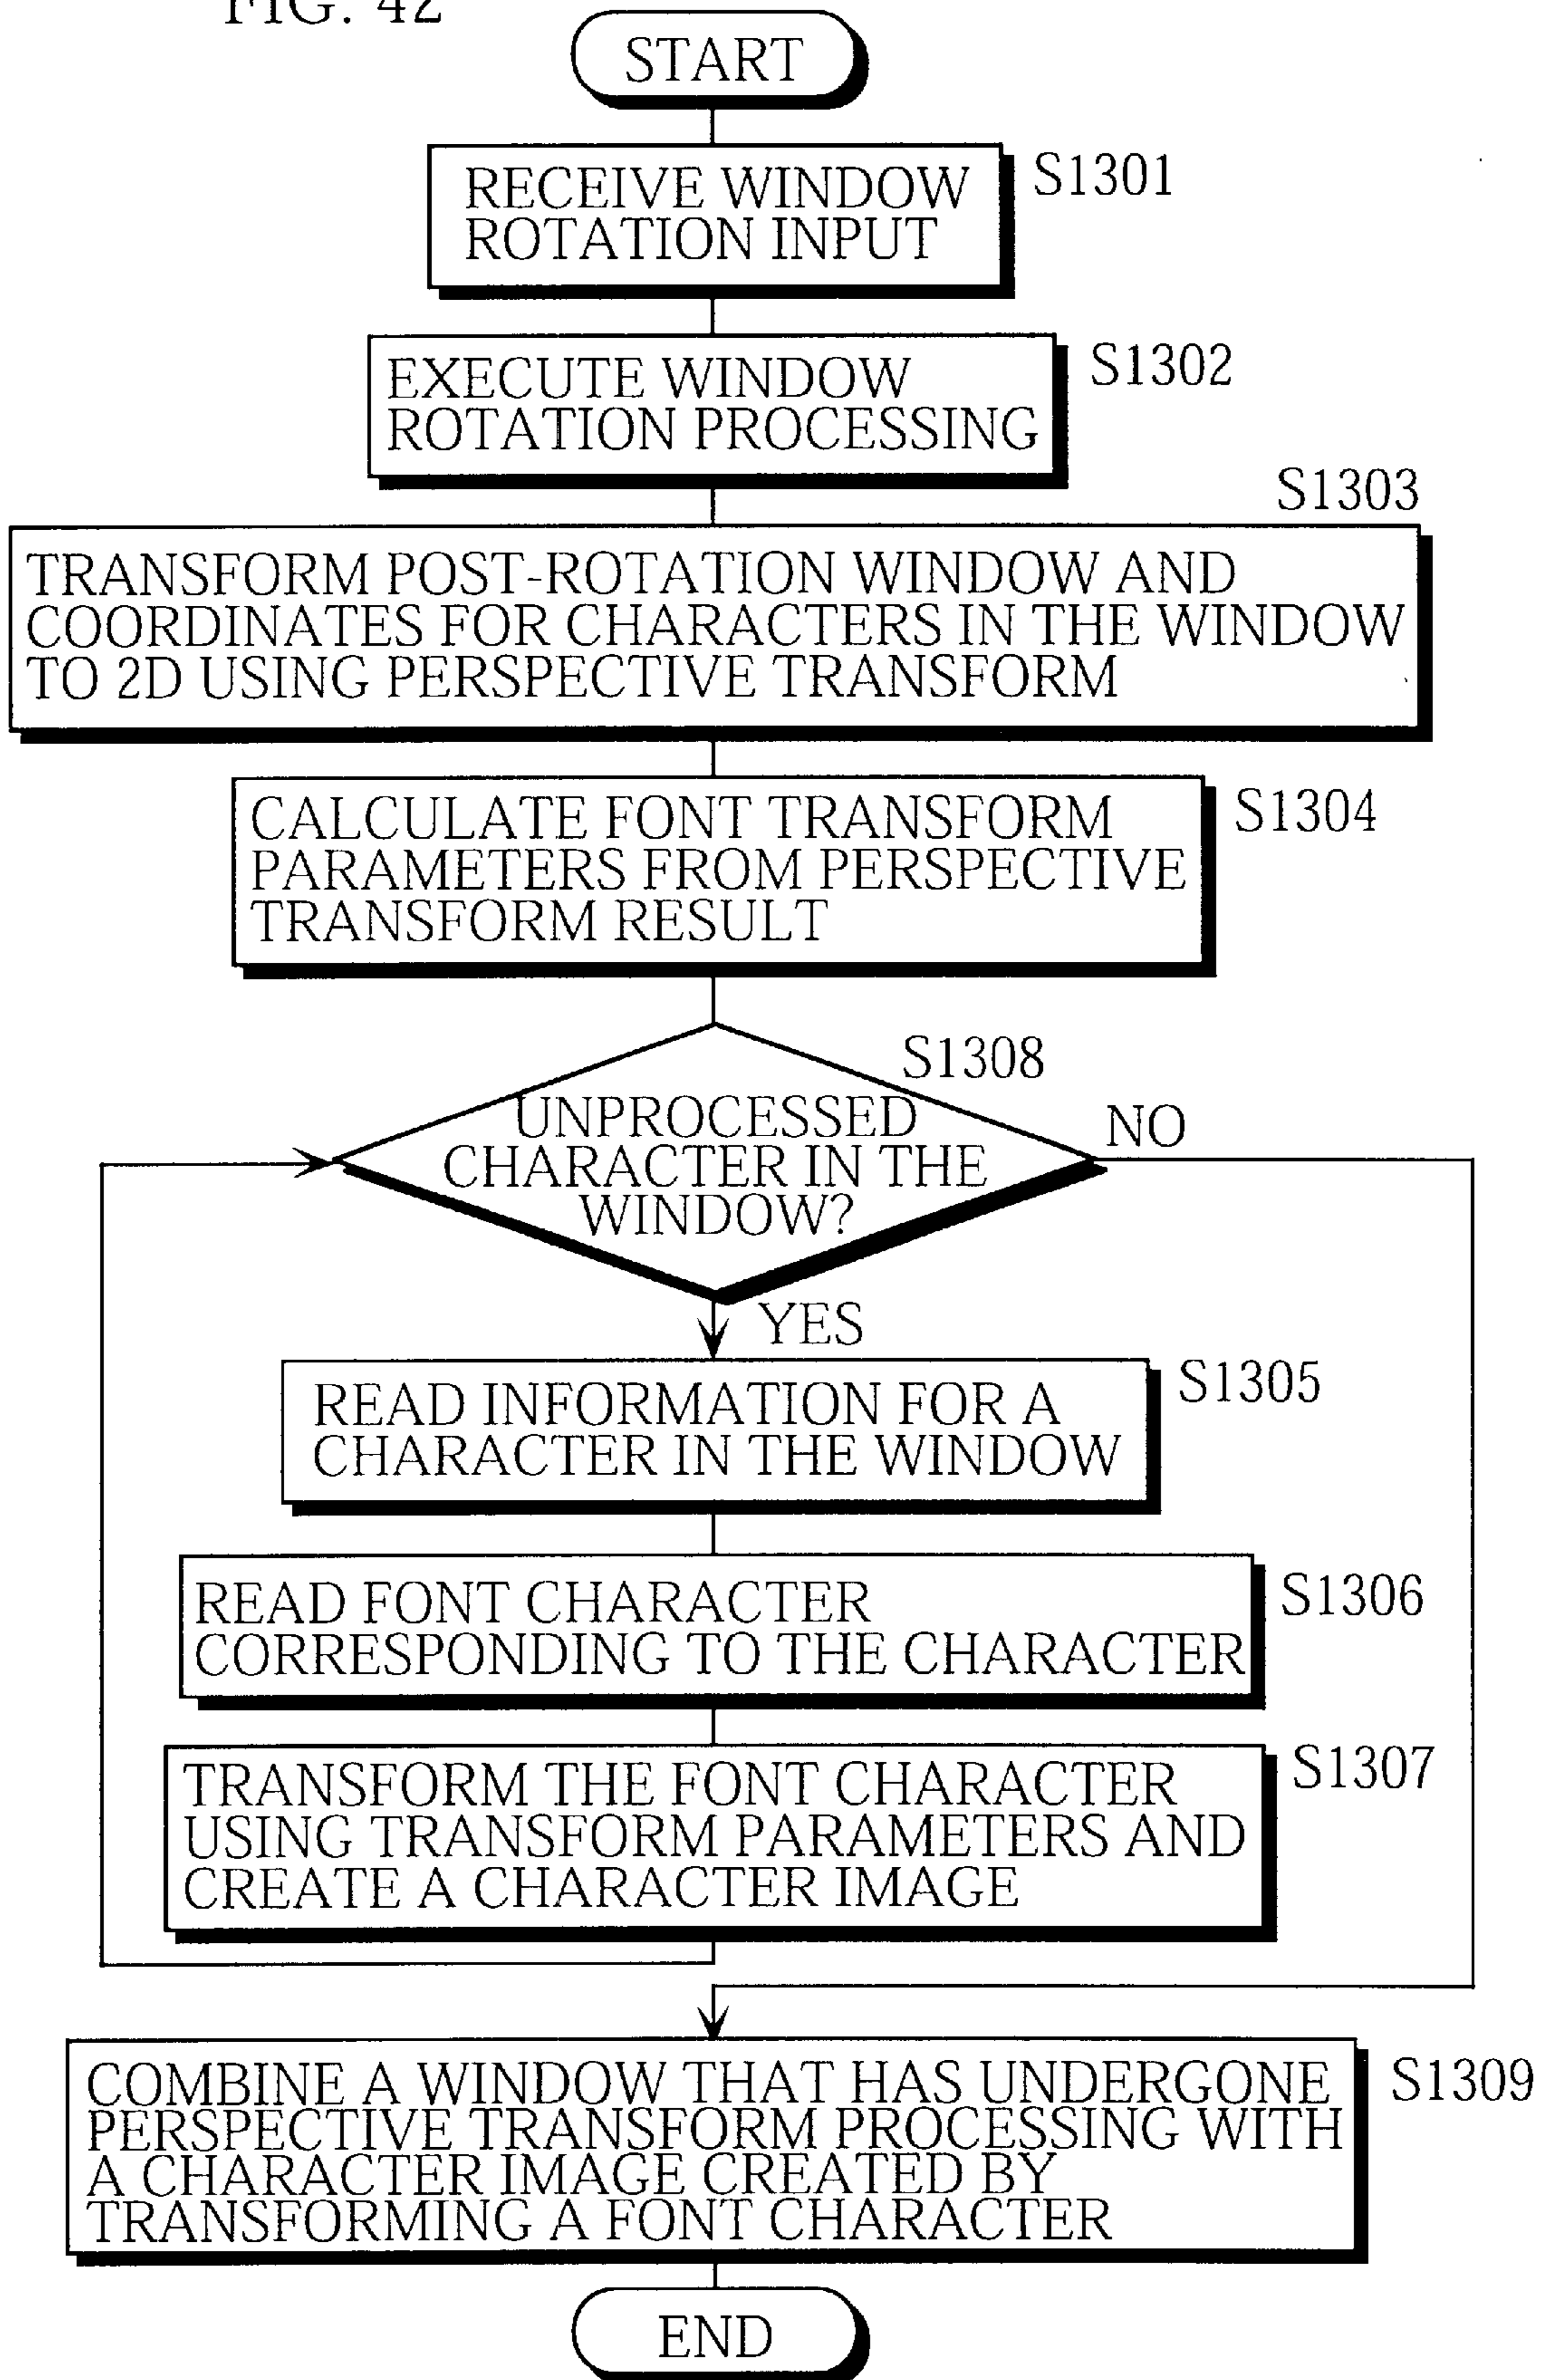 FIG. 42
START
RECEIVE WINDOW
ROTATION INPUT
S1301
EXECUTE WINDOW
ROTATION PROCESSING
S1302
S1303
TRANSFORM POST-ROTATION WINDOW AND
COORDINATES FOR CHARACTERS IN THE WINDOW
TO 2D USING PERSPECTIVE TRANSFORM
CALCULATE FONT TRANSFORM
PARAMETERS FROM PERSPECTIVE
TRANSFORM RESULT
S1304
S1308
UNPROCESSED
CHARACTER IN THE
WINDOW?
NO
YES
READ INFORMATION FOR A
CHARACTER IN THE WINDOW
S1305
READ FONT CHARACTER
CORRESPONDING TO THE CHARACTER
S1306
TRANSFORM THE FONT CHARACTER
USING TRANSFORM PARAMETERS AND
CREATE A CHARACTER IMAGE
S1307
COMBINE A WINDOW THAT HAS UNDERGONE
PERSPECTIVE TRANSFORM PROCESSING WITH
A CHARACTER IMAGE CREATED BY
TRANSFORMING A FONT CHARACTER
S1309
END